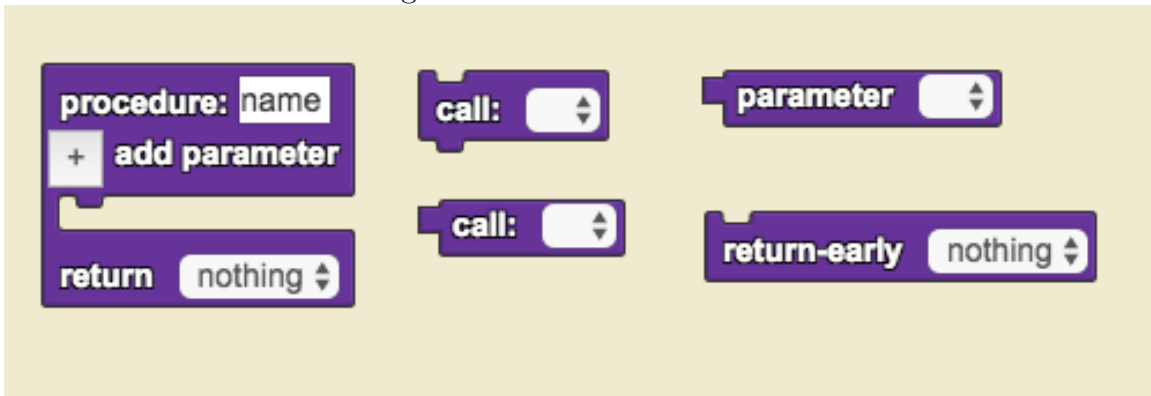 procedure: name
+ add parameter
return nothing
call:
call:
parameter
return-early nothing